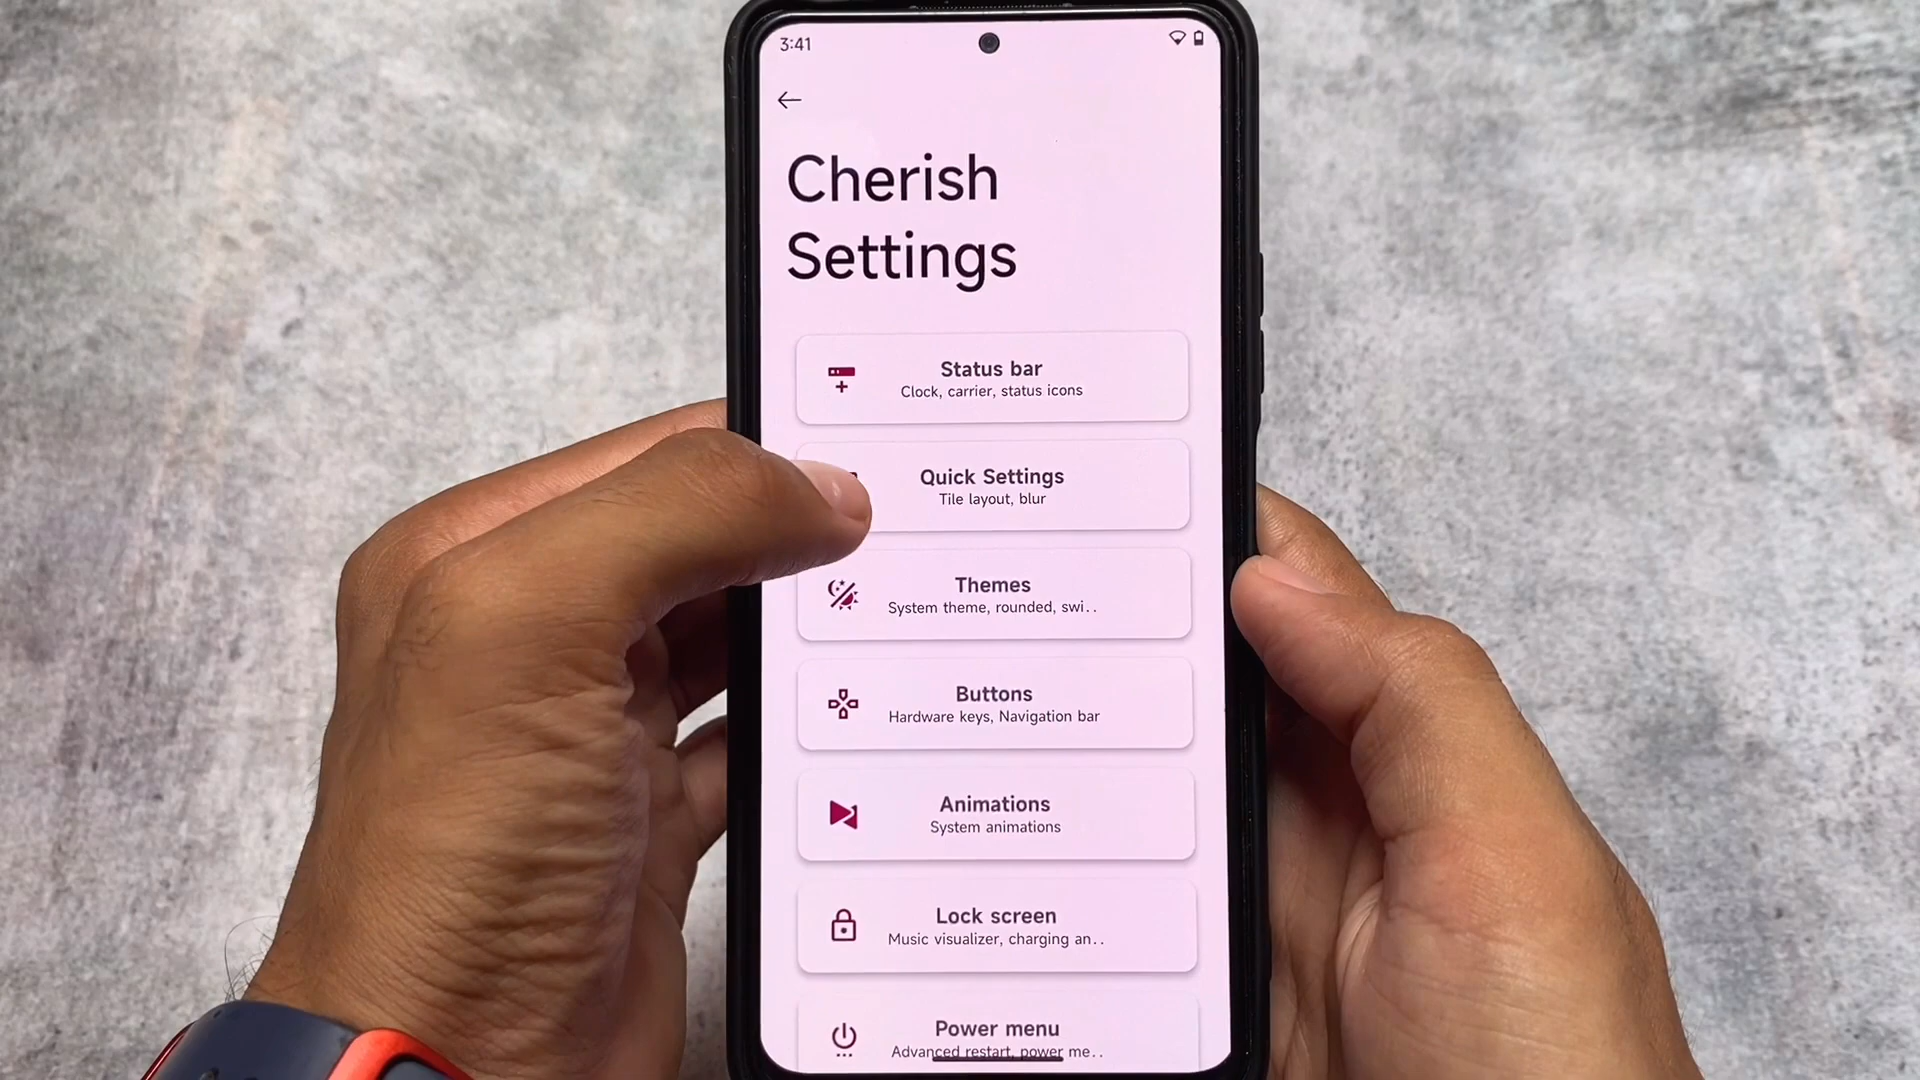 3:41
Cherish
Settings
Status bar
Clock, carrier, status icons
Quick Settings
Tile layout, blur
Themes
System theme, rounded, swi..
Buttons
Hardware keys, Navigation bar
Animations
System animations
Lock screen
Music visualizer, charging an..
Power menu
Advanced restart, power me..